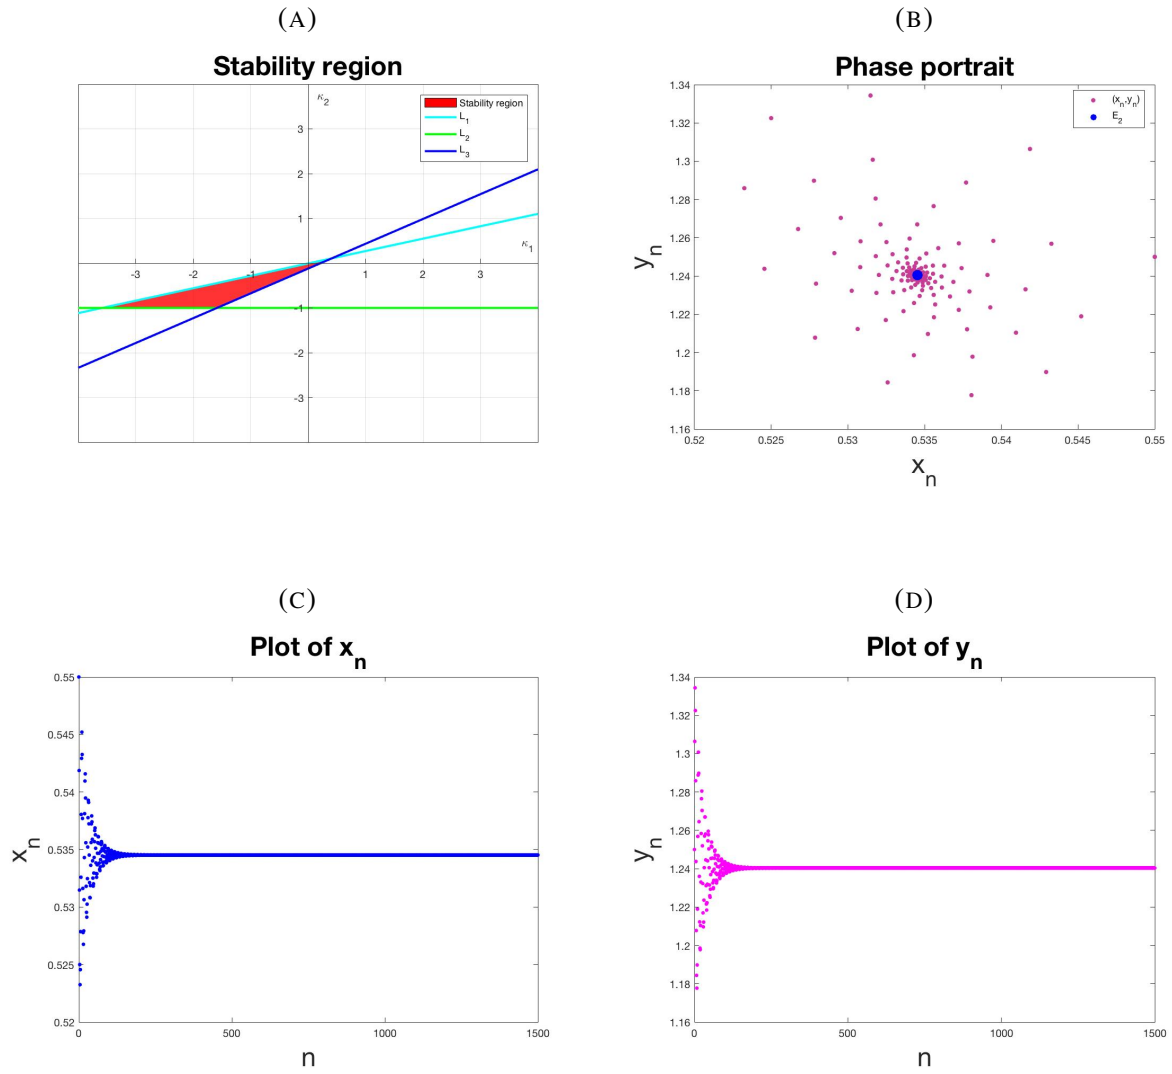 (A)
Stability region
κ2
Stability region
L1
L2
L3
3
2
1
κ1
-3 -1 1 2 3
-1
-2
-3
(B)
Phase portrait
(xn,yn)
E2
1.34
1.32
1.3
1.28
1.26
yn
1.24
1.22
1.2
1.18
1.16
0.52 0.525 0.53 0.535 0.54 0.545 0.55
xn
(C)
Plot of xn
0.55
0.545
0.54
xn
0.535
0.53
0.525
0.52
0 500 1000 1500
n
(D)
Plot of yn
1.34
1.32
1.3
1.28
1.26
yn
1.24
1.22
1.2
1.18
1.16
0 500 1000 1500
n